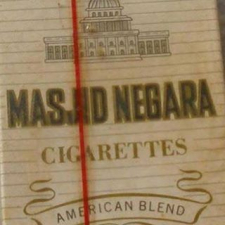 MASJID NEGARA
CIGARETTES
AMERICAN BLEND